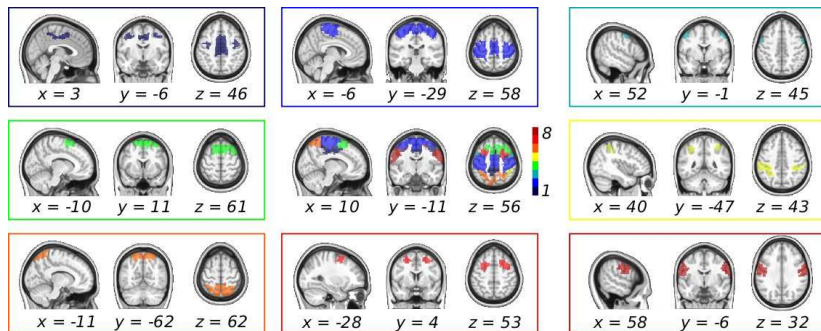 x = 3 y = -6 z = 46
x = -6 y = -29 z = 58
x = 52 y = -1 z = 45
x = -10 y = 11 z = 61
x = 10 y = -11 z = 56
8
1
x = 40 y = -47 z = 43
x = -11 y = -62 z = 62
x = -28 y = 4 z = 53
x = 58 y = -6 z = 32